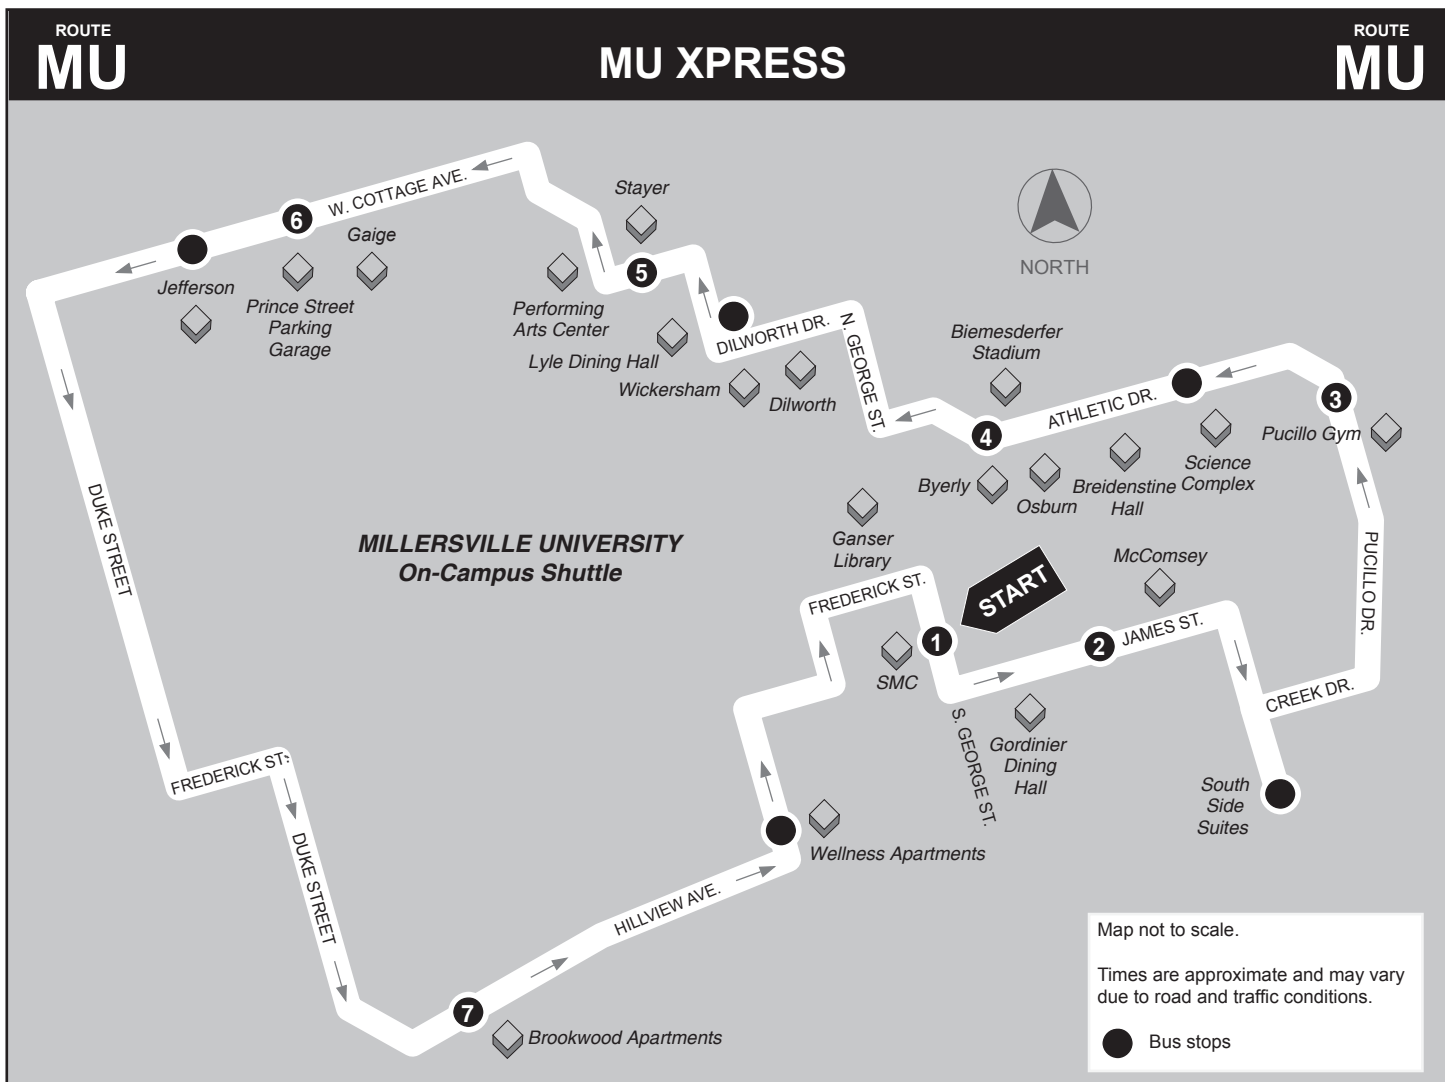 ROUTE
MU
MU XPRESS
ROUTE
MU
W. COTTAGE AVE.
6
Gaige
Jefferson
Prince Street
Parking
Garage
Stayer
5
Performing
Arts Center
Lyle Dining Hall
Wickersham
DILWORTH DR.
Dilworth
N. GEORGE ST.
NORTH
Biemesderfer
Stadium
ATHLETIC DR.
4
3
Pucillo Gym
Byerly
Osburn
Breidenstine
Hall
Science
Complex
DUKE STREET
MILLERSVILLE UNIVERSITY
On-Campus Shuttle
Ganser
Library
FREDERICK ST.
START
McComsey
PUCILLO DR.
1
SMC
2
JAMES ST.
CREEK DR.
S. GEORGE ST.
Gordinier
Dining
Hall
South
Side
Suites
FREDERICK ST.
DUKE STREET
Wellness Apartments
HILLVIEW AVE.
7
Brookwood Apartments
Map not to scale.
Times are approximate and may vary
due to road and traffic conditions.
Bus stops